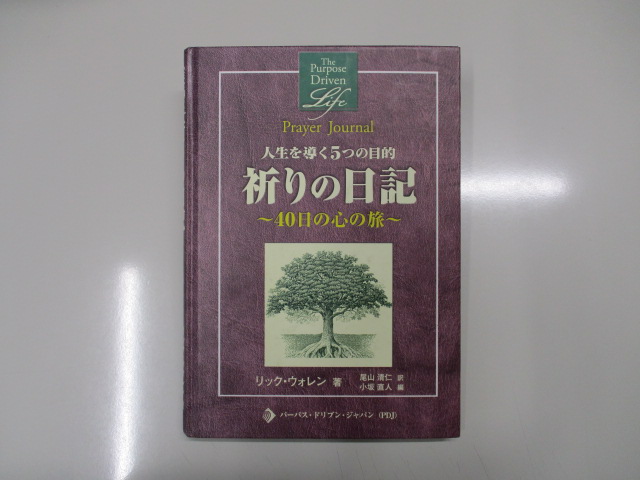 The
Purpose
Driven
Life
Prayer Journal
人生を導く5つの目的
祈りの日記
～40日の心の旅～
リック・ウォレン 著
尾山 清仁 訳
小坂 直人 編
パーパス・ドリブン・ジャパン (PDJ)